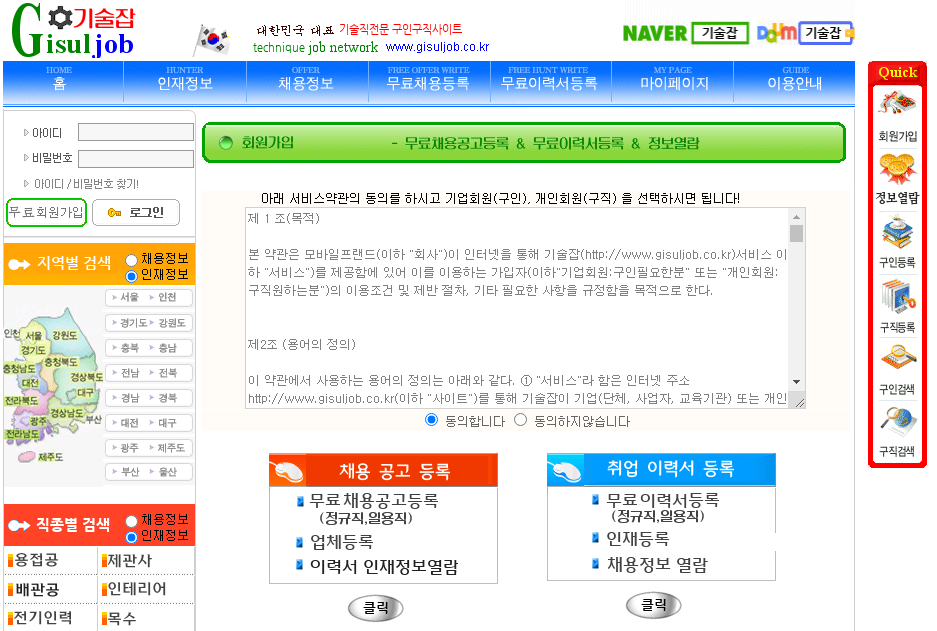 기술잡
Gisuljob
대한민국 대표 기술직전문 구인구직사이트
technique job network www.gisuljob.co.kr
NAVER 기술잡
Daum 기술잡
HOME
홈
HUNTER
인재정보
OFFER
채용정보
FREE OFFER WRITE
무료채용등록
FREE HUNT WRITE
무료이력서등록
MY PAGE
마이페이지
GUIDE
이용안내
아이디
비밀번호
아이디/비밀번호 찾기!
무료회원가입 로그인
지역별 검색
채용정보
인재정보
서울 인천
경기도 강원도
충북 충남
전남 전북
경남 경북
대전 대구
광주 제주도
부산 울산
인천 서울 강원도
경기도
충청북도
충청남도
대전 경상북도
대구
전라북도
경상남도
광주 부산
전라남도
제주도
직종별 검색
채용정보
인재정보
용접공 제관사
배관공 인테리어
전기인력 목수
회원가입 - 무료채용공고등록 & 무료이력서등록 & 정보열람
아래 서비스약관의 동의를 하시고 기업회원(구인), 개인회원(구직) 을 선택하시면 됩니다!
제 1 조(목적)
본 약관은 모바일프랜드(이하 "회사")이 인터넷을 통해 기술잡(http://www.gisuljob.co.kr)서비스 이
하 "서비스")를 제공함에 있어 이를 이용하는 가입자(이하"기업회원:구인필요한분" 또는 "개인회원:
구직원하는분")의 이용조건 및 제반 절차, 기타 필요한 사항을 규정함을 목적으로 한다.
제2조 (용어의 정의)
이 약관에서 사용하는 용어의 정의는 아래와 같다. ① "서비스"라 함은 인터넷 주소
http://www.gisuljob.co.kr(이하 "사이트")를 통해 기술잡이 기업(단체, 사업자, 교육기관) 또는 개인
동의합니다 동의하지않습니다
채용 공고 등록
무료채용공고등록
(정규직,일용직)
업체등록
이력서 인재정보열람
클릭
취업 이력서 등록
무료이력서등록
(정규직,일용직)
인재등록
채용정보 열람
클릭
Quick
회원가입
정보열람
구인등록
구직등록
구인검색
구직검색